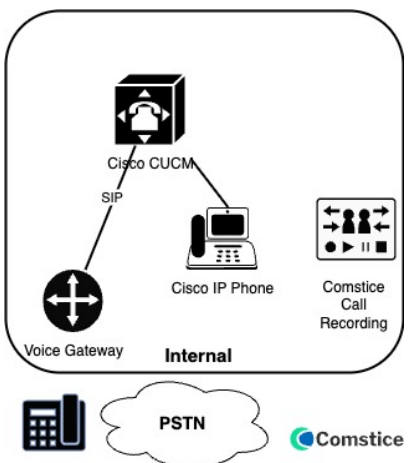 Cisco CUCM
SIP
Cisco IP Phone
Comstice
Call
Recording
Voice Gateway
Internal
PSTN
Comstice